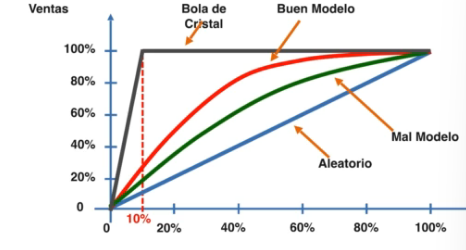 Ventas
Bola de
Cristal
Buen Modelo
100%
80%
60%
40%
20%
0
Mal Modelo
Aleatorio
10%
0
20%
40%
60%
80%
100%